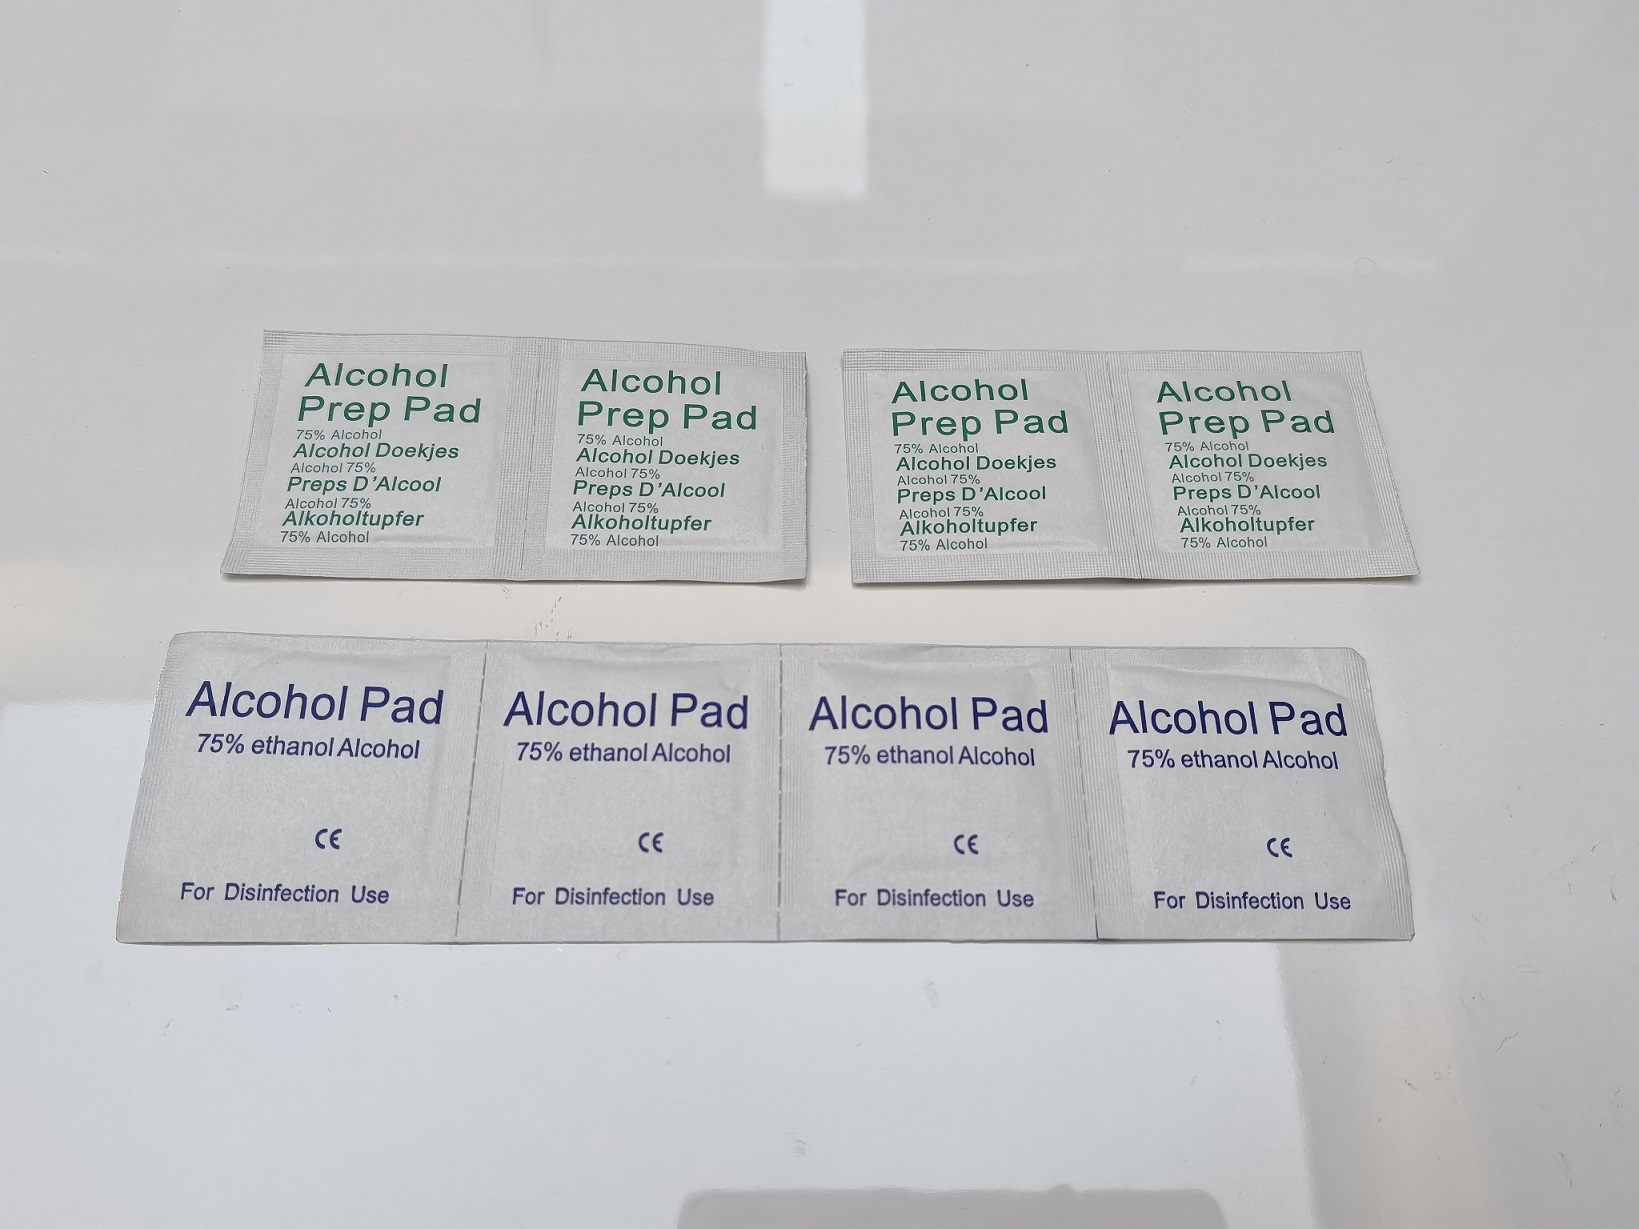 Alcohol
Prep Pad
75% Alcohol
Alcohol Doekjes
Alcohol 75%
Preps D'Alcool
Alcohol 75%
Alkoholtupfer
75% Alcohol
Alcohol
Prep Pad
75% Alcohol
Alcohol Doekjes
Alcohol 75%
Preps D'Alcool
Alcohol 75%
Alkoholtupfer
75% Alcohol
Alcohol
Prep Pad
75% Alcohol
Alcohol Doekjes
Alcohol 75%
Preps D'Alcool
Alcohol 75%
Alkoholtupfer
75% Alcohol
Alcohol
Prep Pad
75% Alcohol
Alcohol Doekjes
Alcohol 75%
Preps D'Alcool
Alcohol 75%
Alkoholtupfer
75% Alcohol
Alcohol Pad
75% ethanol Alcohol
CE
For Disinfection Use
Alcohol Pad
75% ethanol Alcohol
CE
For Disinfection Use
Alcohol Pad
75% ethanol Alcohol
CE
For Disinfection Use
Alcohol Pad
75% ethanol Alcohol
CE
For Disinfection Use